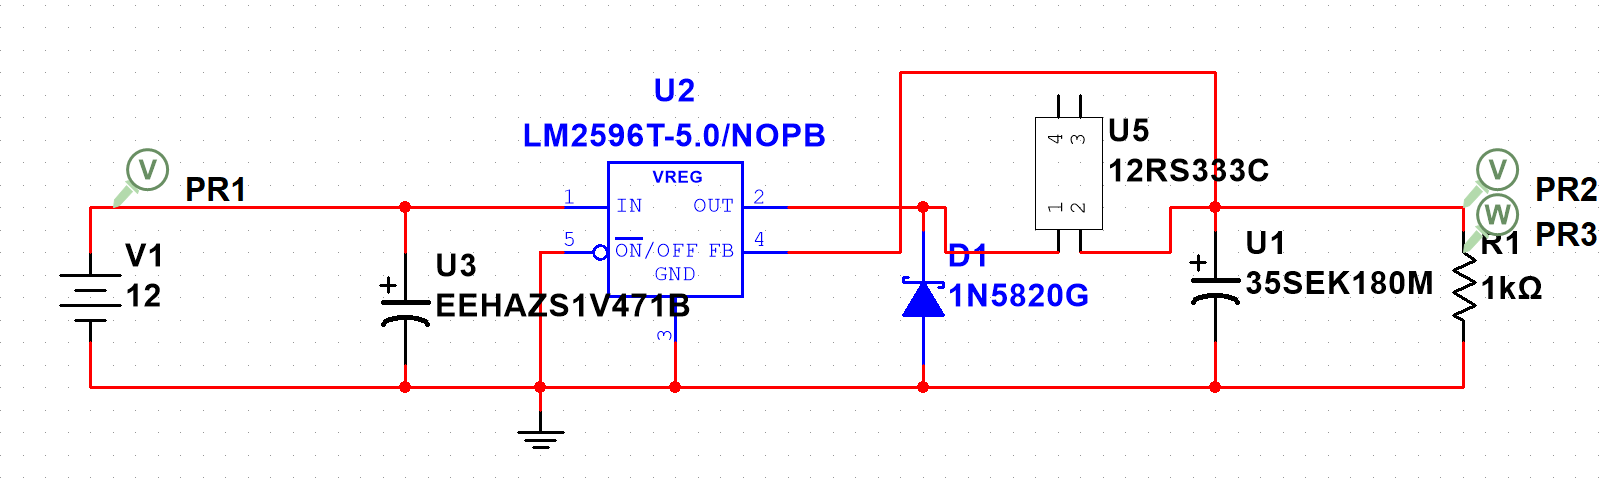 U2
LM2596T-5.0/NOPB
VREG
1
IN
OUT
2
5
ON/OFF
FB
4
GND
3
V
PR1
V1
12
U3
EEHAZS1V471B
D1
1N5820G
4
3
1
2
U5
12RS333C
U1
35SEK180M
V
PR2
W
PR3
R1
1kΩ